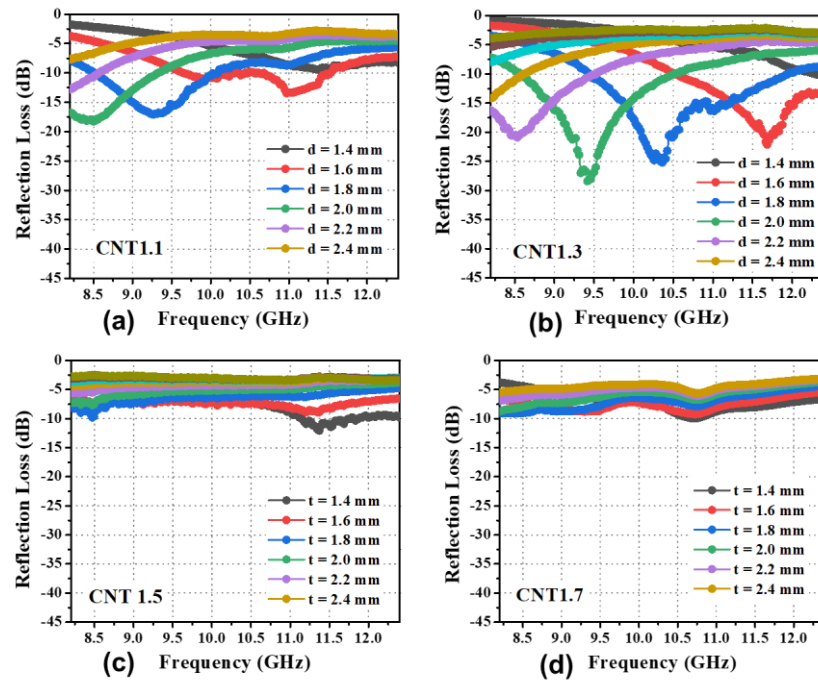 0
-5
-10
-15
-20
-25
-30
-35
-40
-45
Reflection Loss (dB)
d = 1.4 mm
d = 1.6 mm
d = 1.8 mm
d = 2.0 mm
d = 2.2 mm
d = 2.4 mm
CNT1.1
8.5 9.0 9.5 10.0 10.5 11.0 11.5 12.0
Frequency (GHz)
(a)
0
-5
-10
-15
-20
-25
-30
-35
-40
-45
Reflection loss (dB)
d = 1.4 mm
d = 1.6 mm
d = 1.8 mm
d = 2.0 mm
d = 2.2 mm
d = 2.4 mm
CNT1.3
8.5 9.0 9.5 10.0 10.5 11.0 11.5 12.0
Frequency (GHz)
(b)
0
-5
-10
-15
-20
-25
-30
-35
-40
-45
Reflection Loss (dB)
t = 1.4 mm
t = 1.6 mm
t = 1.8 mm
t = 2.0 mm
t = 2.2 mm
t = 2.4 mm
CNT 1.5
8.5 9.0 9.5 10.0 10.5 11.0 11.5 12.0
Frequency (GHz)
(c)
0
-5
-10
-15
-20
-25
-30
-35
-40
-45
Reflection Loss (dB)
t = 1.4 mm
t = 1.6 mm
t = 1.8 mm
t = 2.0 mm
t = 2.2 mm
t = 2.4 mm
CNT1.7
8.5 9.0 9.5 10.0 10.5 11.0 11.5 12.0
Frequency (GHz)
(d)